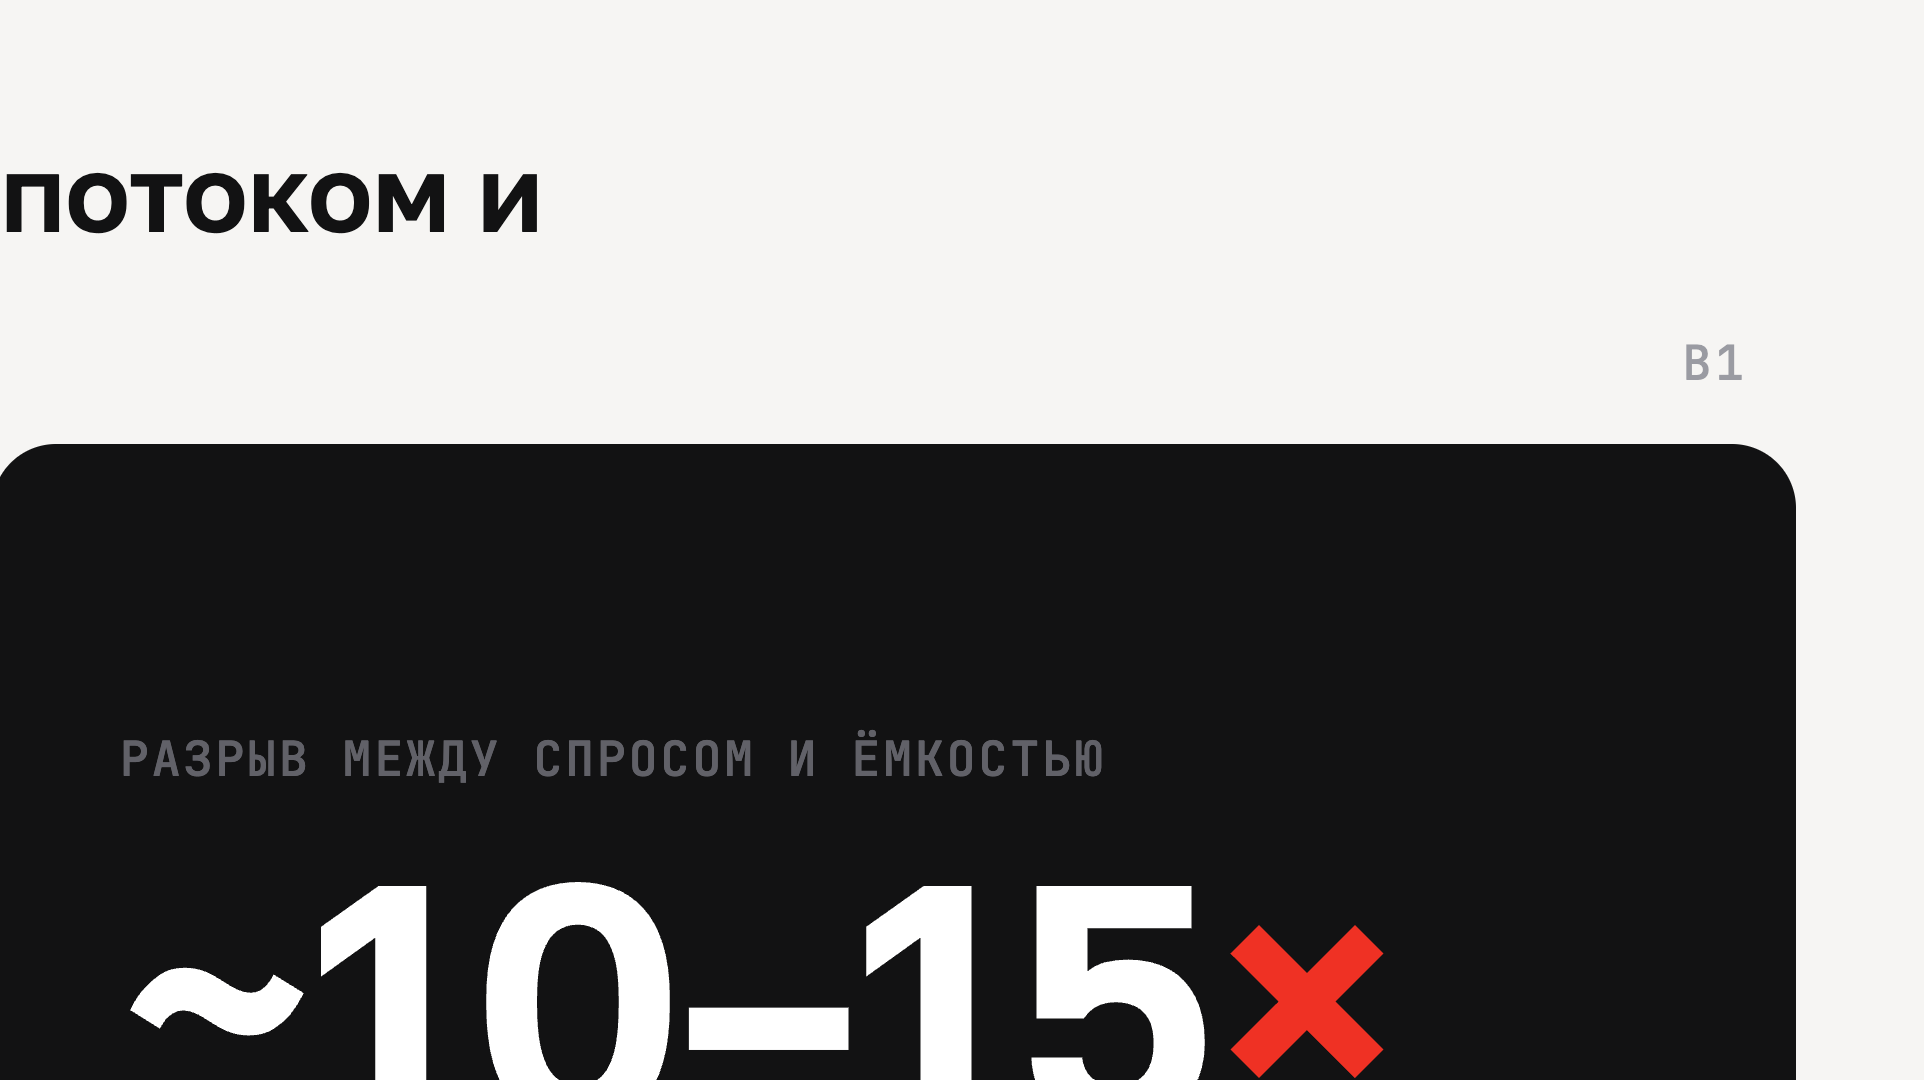 потоком и
B1
РАЗРЫВ МЕЖДУ СПРОСОМ И ЁМКОСТЬЮ
~10–15×